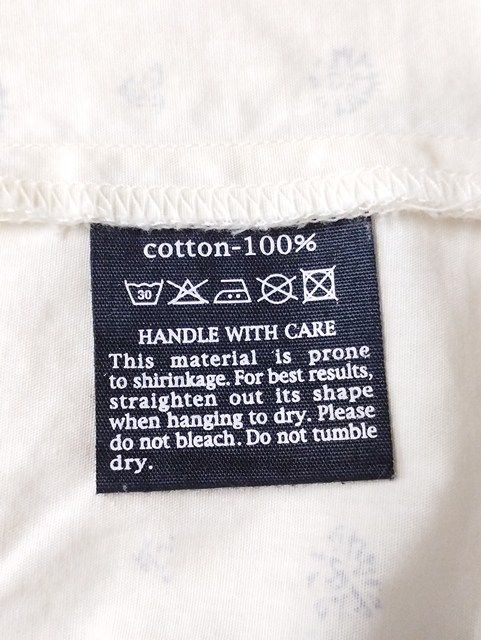 cotton-100%
30
HANDLE WITH CARE
This material is prone
to shirinkage. For best results,
straighten out its shape
when hanging to dry. Please
do not bleach. Do not tumble
dry.